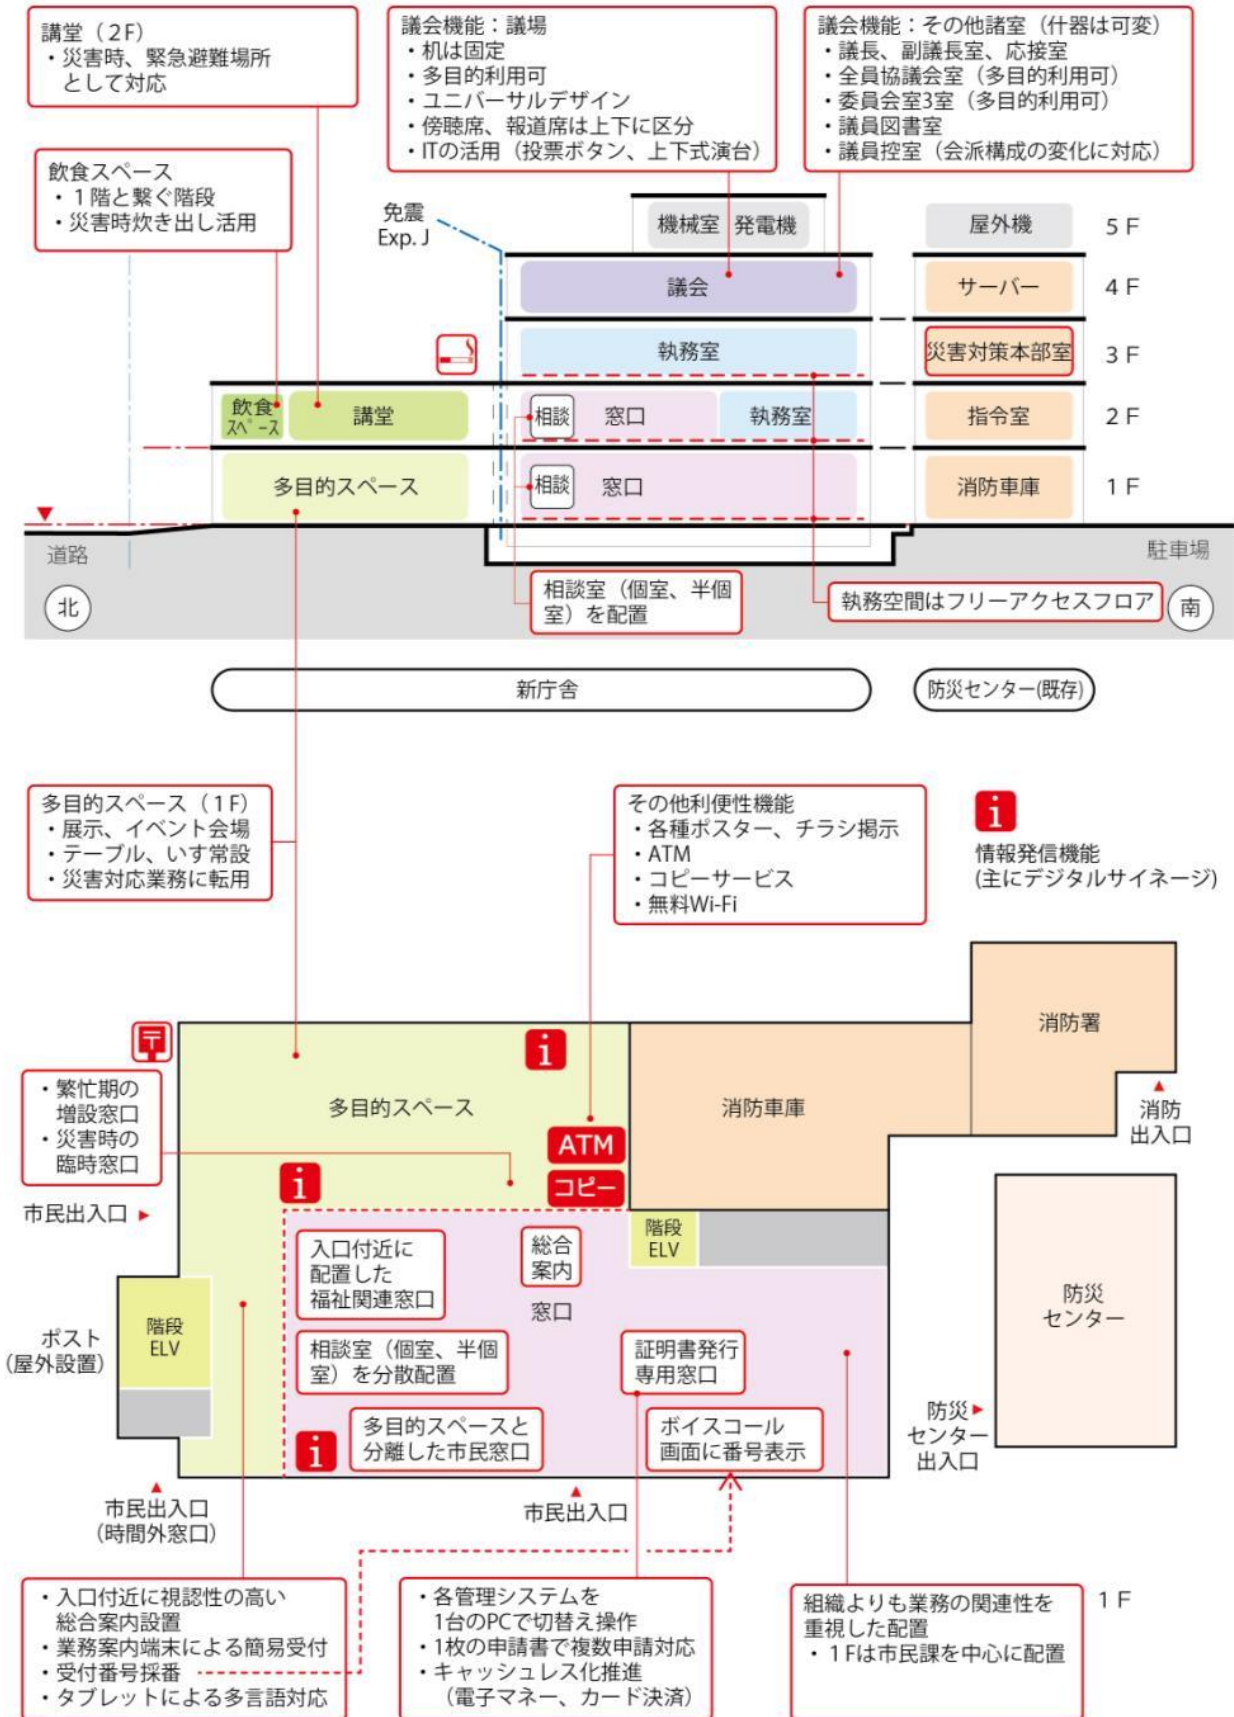 講堂（2F）
・災害時、緊急避難場所
として対応
議会機能：議場
・机は固定
・多目的利用可
・ユニバーサルデザイン
・傍聴席、報道席は上下に区分
・ITの活用（投票ボタン、上下式演台）
議会機能：その他諸室（什器は可変）
・議長、副議長室、応接室
・全員協議会室（多目的利用可）
・委員会室3室（多目的利用可）
・議員図書室
・議員控室（会派構成の変化に対応）
飲食スペース
・１階と繋ぐ階段
・災害時炊き出し活用
免震
Exp. J
機械室 発電機
屋外機
５Ｆ
議会
サーバー
４Ｆ
執務室
災害対策本部室
３Ｆ
飲食
ｽﾍﾟｰｽ
講堂
相談
窓口
執務室
指令室
２Ｆ
多目的スペース
相談
窓口
消防車庫
１Ｆ
道路
駐車場
北
相談室（個室、半個
室）を配置
執務空間はフリーアクセスフロア
南
新庁舎
防災センター(既存)
多目的スペース（１F）
・展示、イベント会場
・テーブル、いす常設
・災害対応業務に転用
その他利便性機能
・各種ポスター、チラシ掲示
・ATM
・コピーサービス
・無料Wi-Fi
i
情報発信機能
(主にデジタルサイネージ)
消防署
〒
i
・繁忙期の
増設窓口
・災害時の
臨時窓口
多目的スペース
消防車庫
消防
出入口
ATM
コピー
i
市民出入口
入口付近に
配置した
福祉関連窓口
総合
案内
階段
ELV
窓口
防災
センター
ポスト
(屋外設置)
階段
ELV
相談室（個室、半個
室）を分散配置
証明書発行
専用窓口
i
多目的スペースと
分離した市民窓口
ボイスコール
画面に番号表示
防災
センター
出入口
市民出入口
（時間外窓口）
市民出入口
・入口付近に視認性の高い
総合案内設置
・業務案内端末による簡易受付
・受付番号採番
・タブレットによる多言語対応
・各管理システムを
1台のPCで切替え操作
・1枚の申請書で複数申請対応
・キャッシュレス化推進
（電子マネー、カード決済）
組織よりも業務の関連性を
重視した配置
・１Fは市民課を中心に配置
１Ｆ